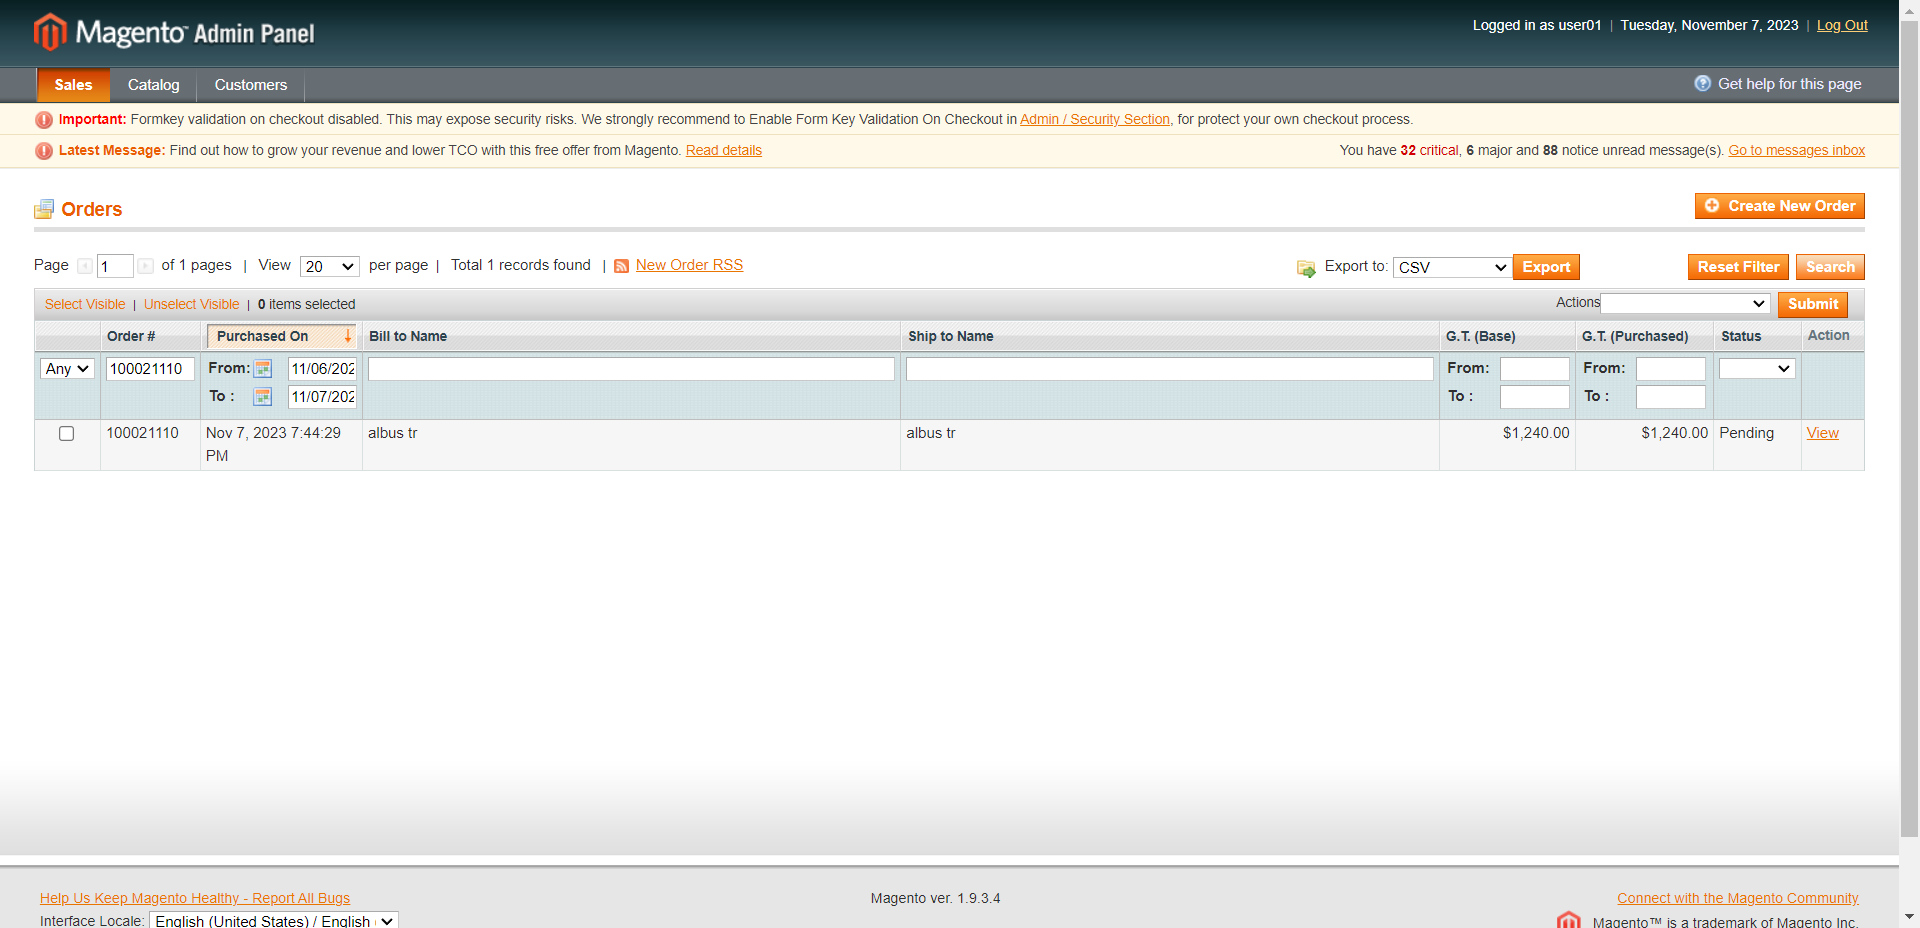 Magento™ Admin Panel
Logged in as user01 | Tuesday, November 7, 2023 | Log Out
Sales Catalog Customers Get help for this page
Important: Formkey validation on checkout disabled. This may expose security risks. We strongly recommend to Enable Form Key Validation On Checkout in Admin / Security Section, for protect your own checkout process.
Latest Message: Find out how to grow your revenue and lower TCO with this free offer from Magento. Read details You have 32 critical, 6 major and 88 notice unread message(s). Go to messages inbox
Orders Create New Order
Page 1 of 1 pages | View 20 per page | Total 1 records found | New Order RSS Export to: CSV Export Reset Filter Search
Select Visible | Unselect Visible | 0 items selected Actions Submit
Order # Purchased On Bill to Name Ship to Name G.T. (Base) G.T. (Purchased) Status Action
Any 100021110 From: 11/06/202 From: From:
To : 11/07/202 To : To :
100021110 Nov 7, 2023 7:44:29 PM albus tr albus tr $1,240.00 $1,240.00 Pending View
Help Us Keep Magento Healthy - Report All Bugs Magento ver. 1.9.3.4 Connect with the Magento Community
Interface Locale: English (United States) / English Magento™ is a trademark of Magento Inc.